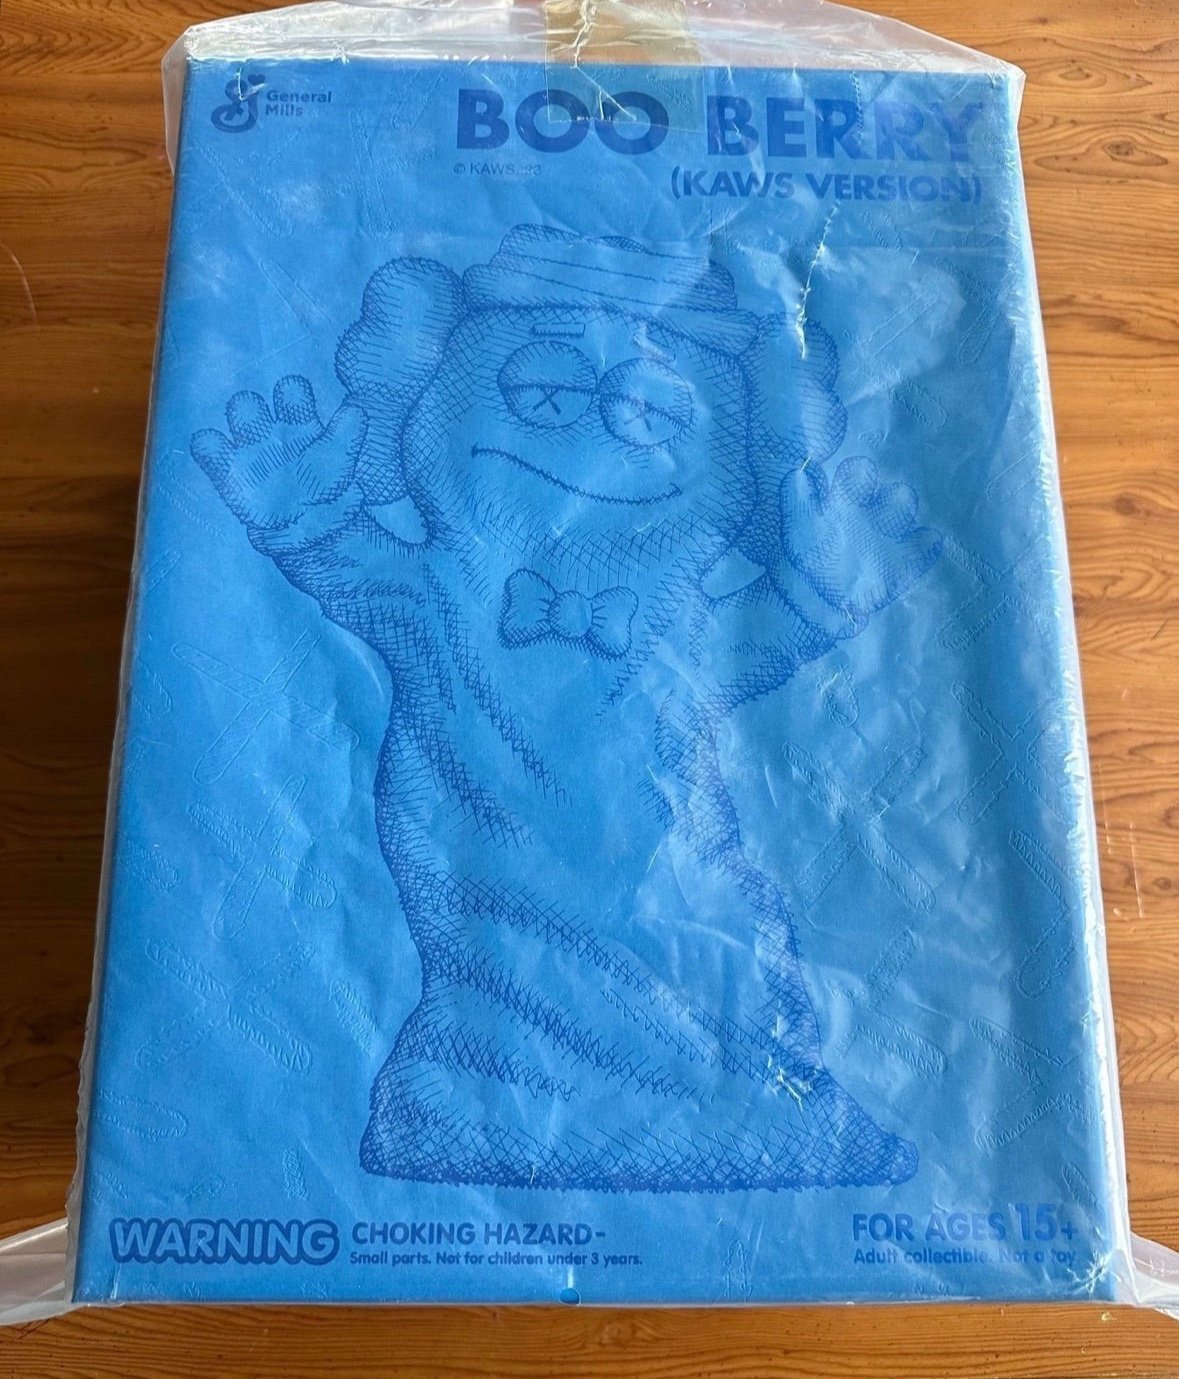 General
Mills
BOO BERRY
© KAWS..22
(KAWS VERSION)
WARNING
CHOKING HAZARD-
Small parts. Not for children under 3 years.
FOR AGES 15+
Adult collectible. Not a toy